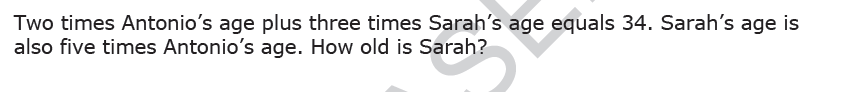 Two times Antonio’s age plus three times Sarah’s age equals 34. Sarah’s age is
also five times Antonio’s age. How old is Sarah?